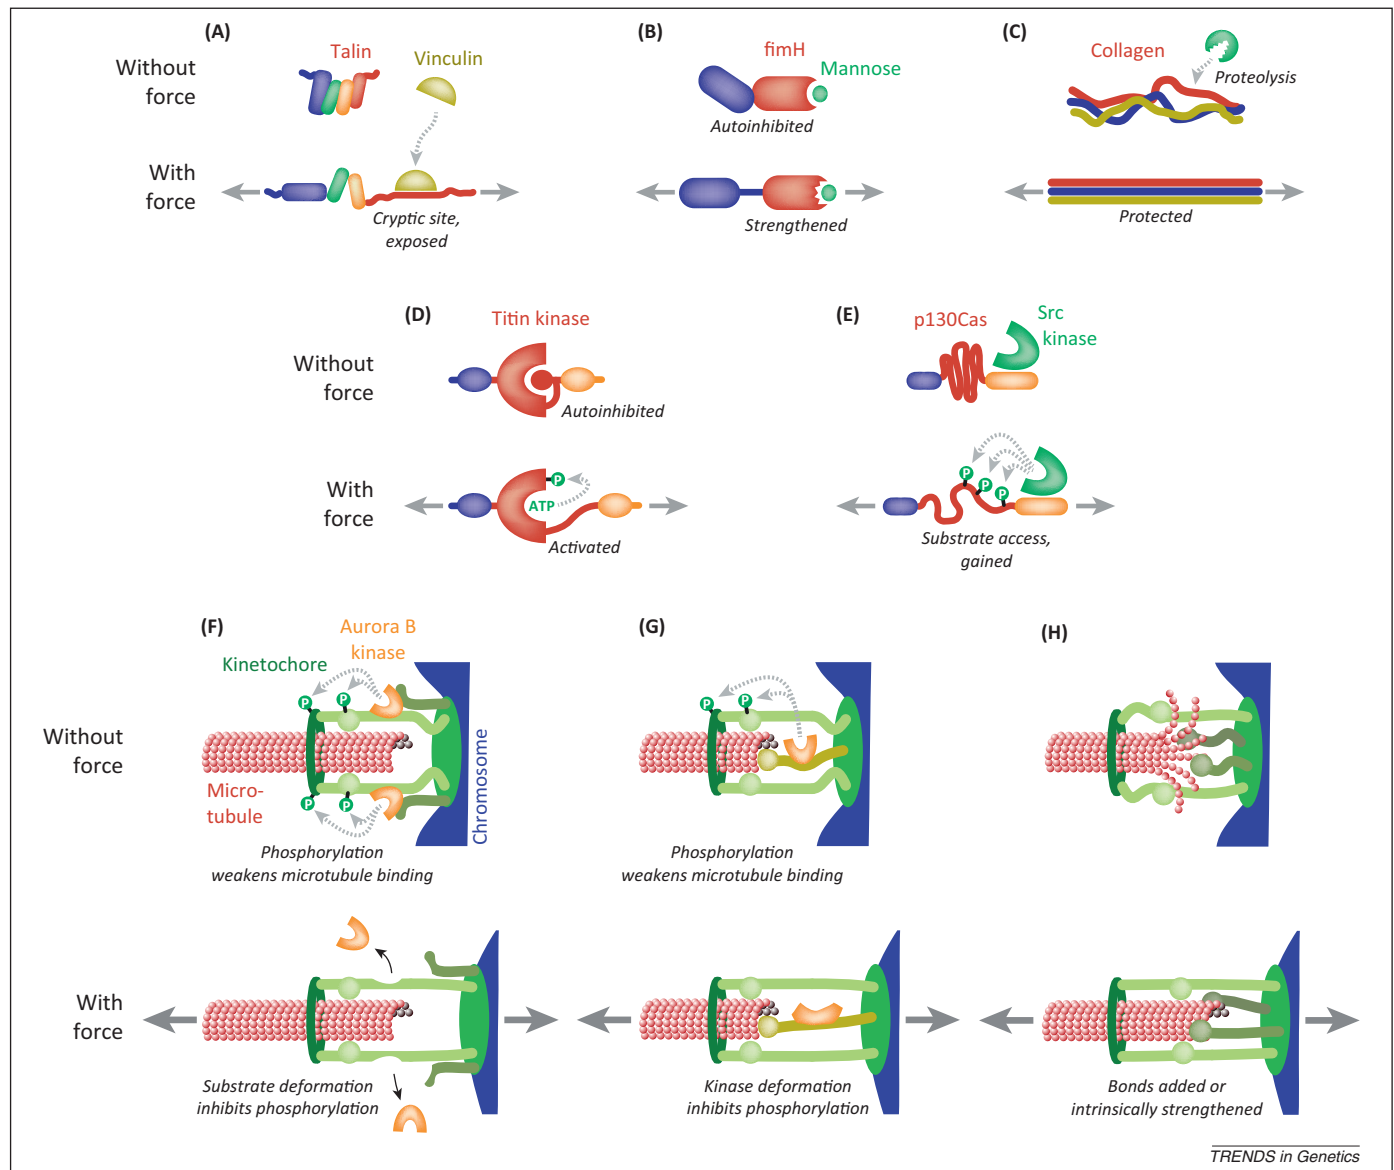 (A)
Talin
Vinculin
Without
force
With
force
Cryptic site,
exposed
(B)
fimH
Mannose
Autoinhibited
Strengthened
(C)
Collagen
Proteolysis
Protected
(D)
Titin kinase
Without
force
Autoinhibited
With
force
P
ATP
Activated
(E)
p130Cas
Src
kinase
P
P
P
Substrate access,
gained
(F)
Aurora B
kinase
Kinetochore
P
P
Without
force
Micro-
tubule
P
P
Chromosome
Phosphorylation
weakens microtubule binding
With
force
Substrate deformation
inhibits phosphorylation
(G)
P
P
Phosphorylation
weakens microtubule binding
Kinase deformation
inhibits phosphorylation
(H)
Bonds added or
intrinsically strengthened
TRENDS in Genetics